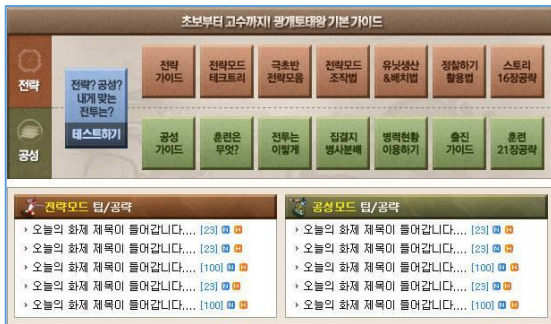 초보부터 고수까지! 광개토태왕 기본 가이드
전략
전략? 공성?
내게 맞는
전투는?
테스트하기
전략
가이드
전략모드
테크트리
극초반
전략모음
전략모드
조작법
유닛생산
&배치법
정찰하기
활용법
스토리
16장공략
공성
공성
가이드
훈련은
무엇?
전투는
이렇게
집결지
병사분배
병력현황
이용하기
출진
가이드
훈련
21장공략
전략모드 팁/공략
› 오늘의 화제 제목이 들어갑니다.... [23] N H
› 오늘의 화제 제목이 들어갑니다.... [23] N H
› 오늘의 화제 제목이 들어갑니다.... [100] N H
› 오늘의 화제 제목이 들어갑니다.... [23] N H
› 오늘의 화제 제목이 들어갑니다.... [100] N H
공성모드 팁/공략
› 오늘의 화제 제목이 들어갑니다.... [23] N H
› 오늘의 화제 제목이 들어갑니다.... [23] N H
› 오늘의 화제 제목이 들어갑니다.... [100] N H
› 오늘의 화제 제목이 들어갑니다.... [23] N H
› 오늘의 화제 제목이 들어갑니다.... [100] N H